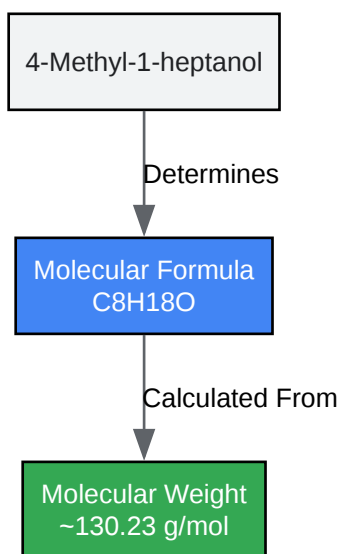 4-Methyl-1-heptanol
Determines
Molecular Formula
C8H18O
Calculated From
Molecular Weight
~130.23 g/mol